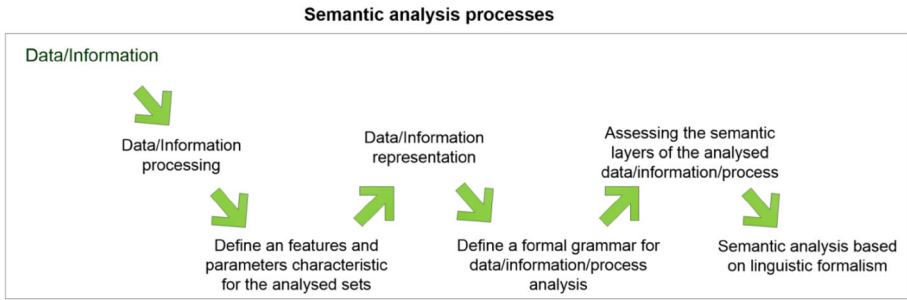 Semantic analysis processes
Data/Information
Data/Information
processing
Define an features and
parameters characteristic
for the analysed sets
Data/Information
representation
Define a formal grammar for
data/information/process
analysis
Assessing the semantic
layers of the analysed
data/information/process
Semantic analysis based
on linguistic formalism